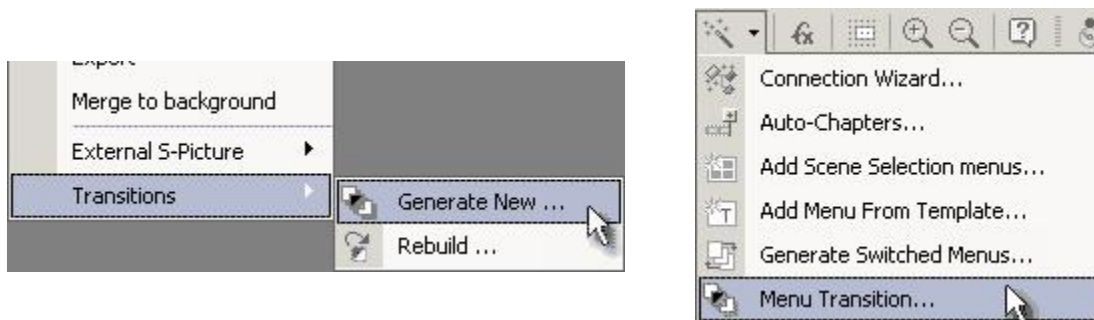 Export
Merge to background
External S-Picture
Transitions
Generate New ...
Rebuild ...
Connection Wizard...
Auto-Chapters...
Add Scene Selection menus...
Add Menu From Template...
Generate Switched Menus...
Menu Transition...